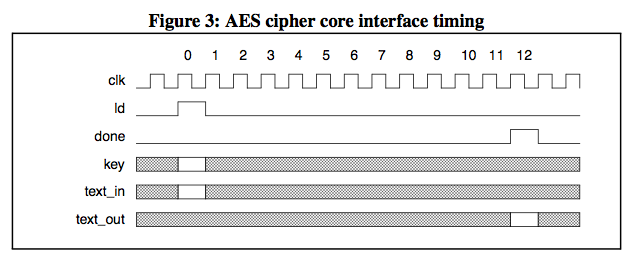 Figure 3: AES cipher core interface timing
0 1 2 3 4 5 6 7 8 9 10 11 12
clk
ld
done
key
text_in
text_out